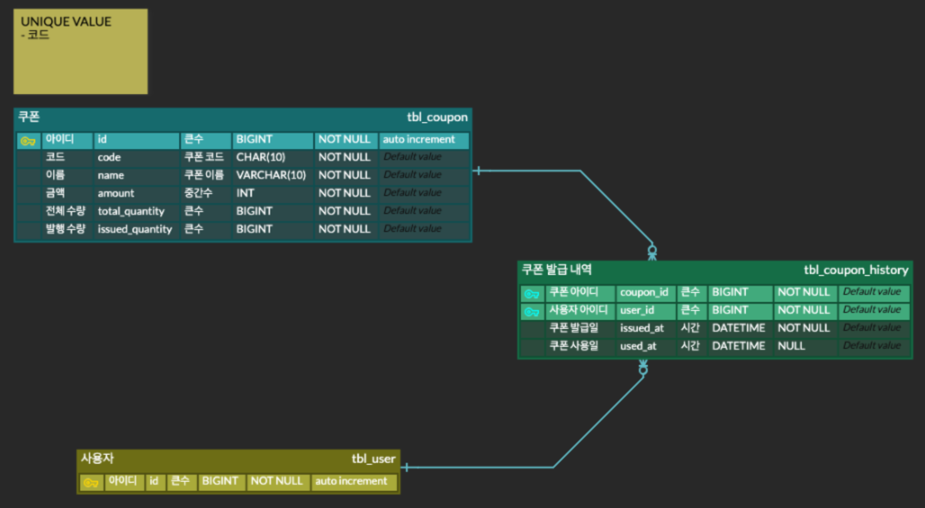 UNIQUE VALUE
- 코드
쿠폰 tbl_coupon
아이디 id 큰수 BIGINT NOT NULL auto increment
코드 code 쿠폰 코드 CHAR(10) NOT NULL Default value
이름 name 쿠폰 이름 VARCHAR(10) NOT NULL Default value
금액 amount 중간수 INT NOT NULL Default value
전체 수량 total_quantity 큰수 BIGINT NOT NULL Default value
발행 수량 issued_quantity 큰수 BIGINT NOT NULL Default value
쿠폰 발급 내역 tbl_coupon_history
쿠폰 아이디 coupon_id 큰수 BIGINT NOT NULL Default value
사용자 아이디 user_id 큰수 BIGINT NOT NULL Default value
쿠폰 발급일 issued_at 시간 DATETIME NOT NULL Default value
쿠폰 사용일 used_at 시간 DATETIME NULL Default value
사용자 tbl_user
아이디 id 큰수 BIGINT NOT NULL auto increment